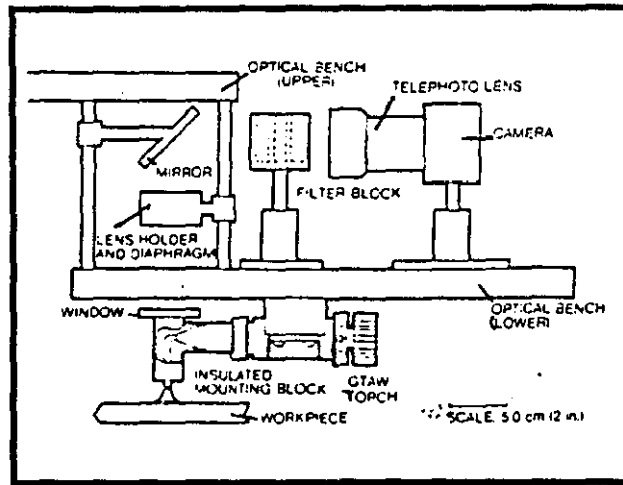 OPTICAL BENCH
(UPPER)
TELEPHOTO LENS
CAMERA
MIRROR
FILTER BLOCK
LENS HOLDER
AND DIAPHRAGM
WINDOW
OPTICAL BENCH
(LOWER)
INSULATED
MOUNTING BLOCK
GTAW
TORCH
WORKPIECE
SCALE, 5.0 cm (2 in.)